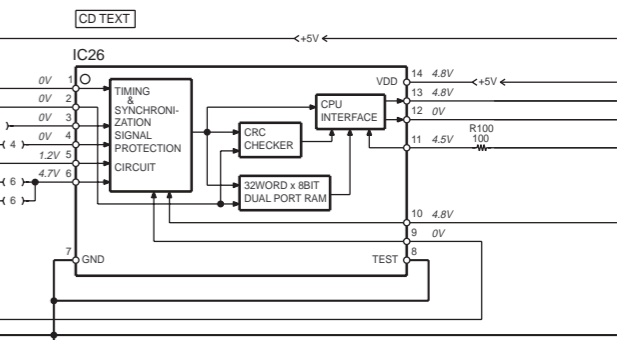 CD TEXT
+5V
IC26
14 4.8V
VDD
+5V
0V 1
TIMING
&
SYNCHRONI-
ZATION
SIGNAL
PROTECTION
CIRCUIT
0V 2
0V 3
4 0V 4
1.2V 5
6 4.7V 6
6
CPU
INTERFACE
13 4.8V
12 0V
11 4.5V
R100
100
CRC
CHECKER
32WORD x 8BIT
DUAL PORT RAM
10 4.8V
9 0V
7
GND
TEST
8